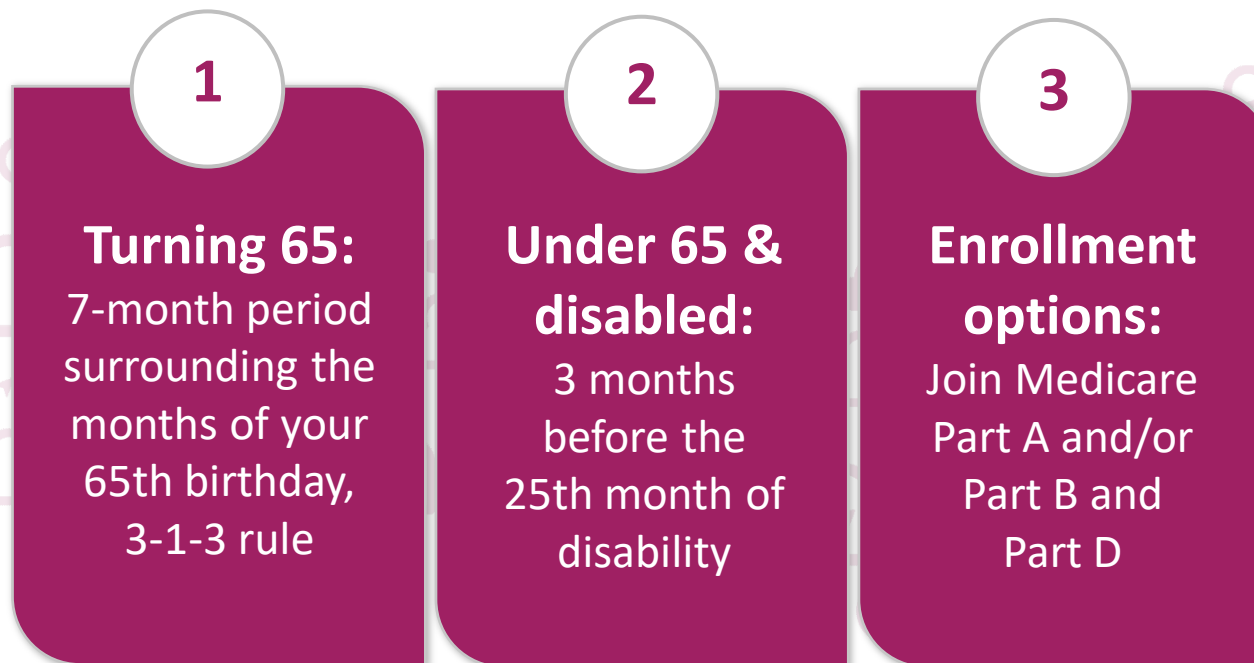 1
Turning 65:
7-month period
surrounding the
months of your
65th birthday,
3-1-3 rule
2
Under 65 &
disabled:
3 months
before the
25th month of
disability
3
Enrollment
options:
Join Medicare
Part A and/or
Part B and
Part D